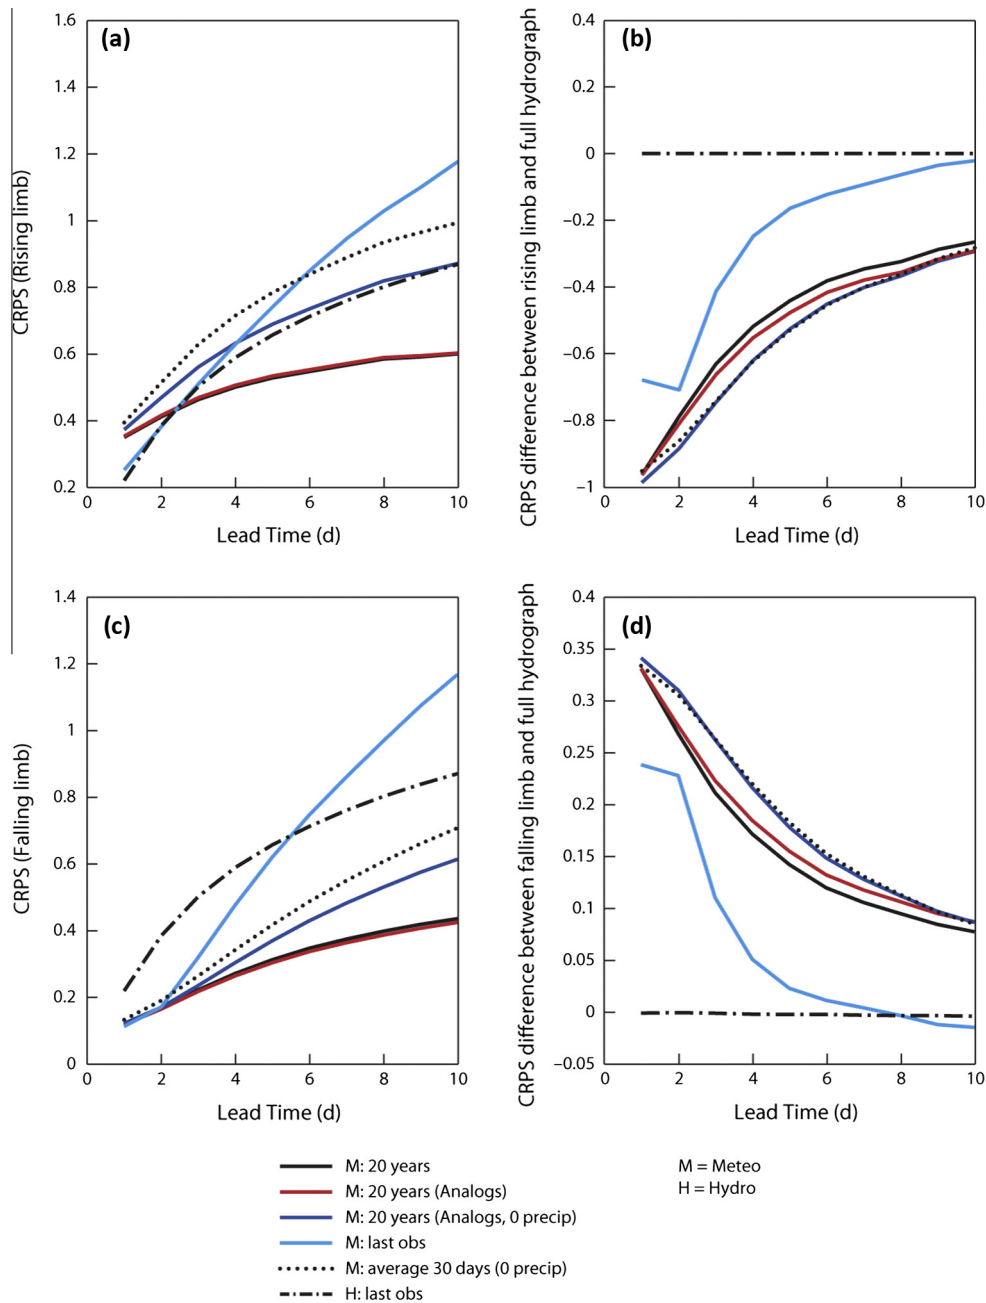 (a)
CRPS (Rising limb)
1.6
1.4
1.2
1
0.8
0.6
0.4
0.2
0
2
4
6
8
10
Lead Time (d)
(b)
CRPS difference between rising limb and full hydrograph
0.4
0.2
0
−0.2
−0.4
−0.6
−0.8
−1
0
2
4
6
8
10
Lead Time (d)
(c)
CRPS (Falling limb)
1.4
1.2
1
0.8
0.6
0.4
0.2
0
0
2
4
6
8
10
Lead Time (d)
(d)
CRPS difference between falling limb and full hydrograph
0.4
0.35
0.3
0.25
0.2
0.15
0.1
0.05
0
−0.05
0
2
4
6
8
10
Lead Time (d)
M: 20 years
M: 20 years (Analogs)
M: 20 years (Analogs, 0 precip)
M: last obs
M: average 30 days (0 precip)
H: last obs
M = Meteo
H = Hydro